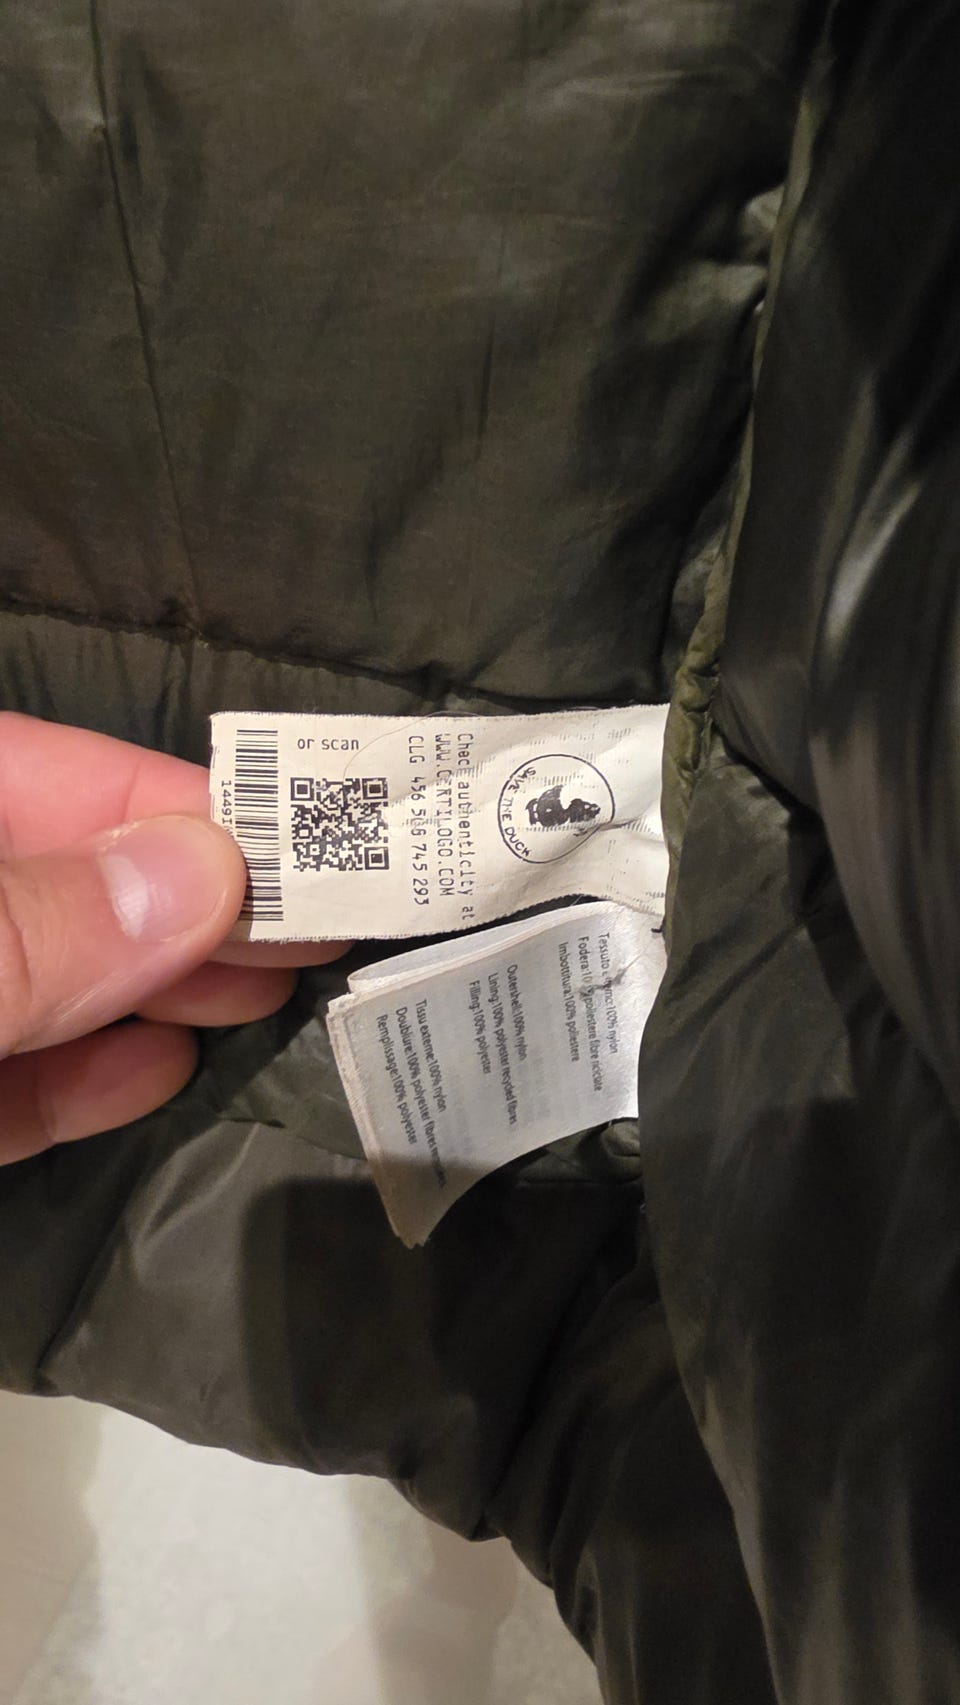 SAVE THE DUCK
Check authenticity at
WWW.CERTILOGO.COM
CLG 456 506 745 293
or scan
Tessuto esterno:100% nylon
Fodera:100% poliestere fibre riciclate
Imbottitura:100% poliestere
Outershell:100% nylon
Lining:100% polyester recycled fibres
Filling:100% polyester
Tissu externe:100% nylon
Doublure:100% polyester fibres
Remplissage:100% polyester